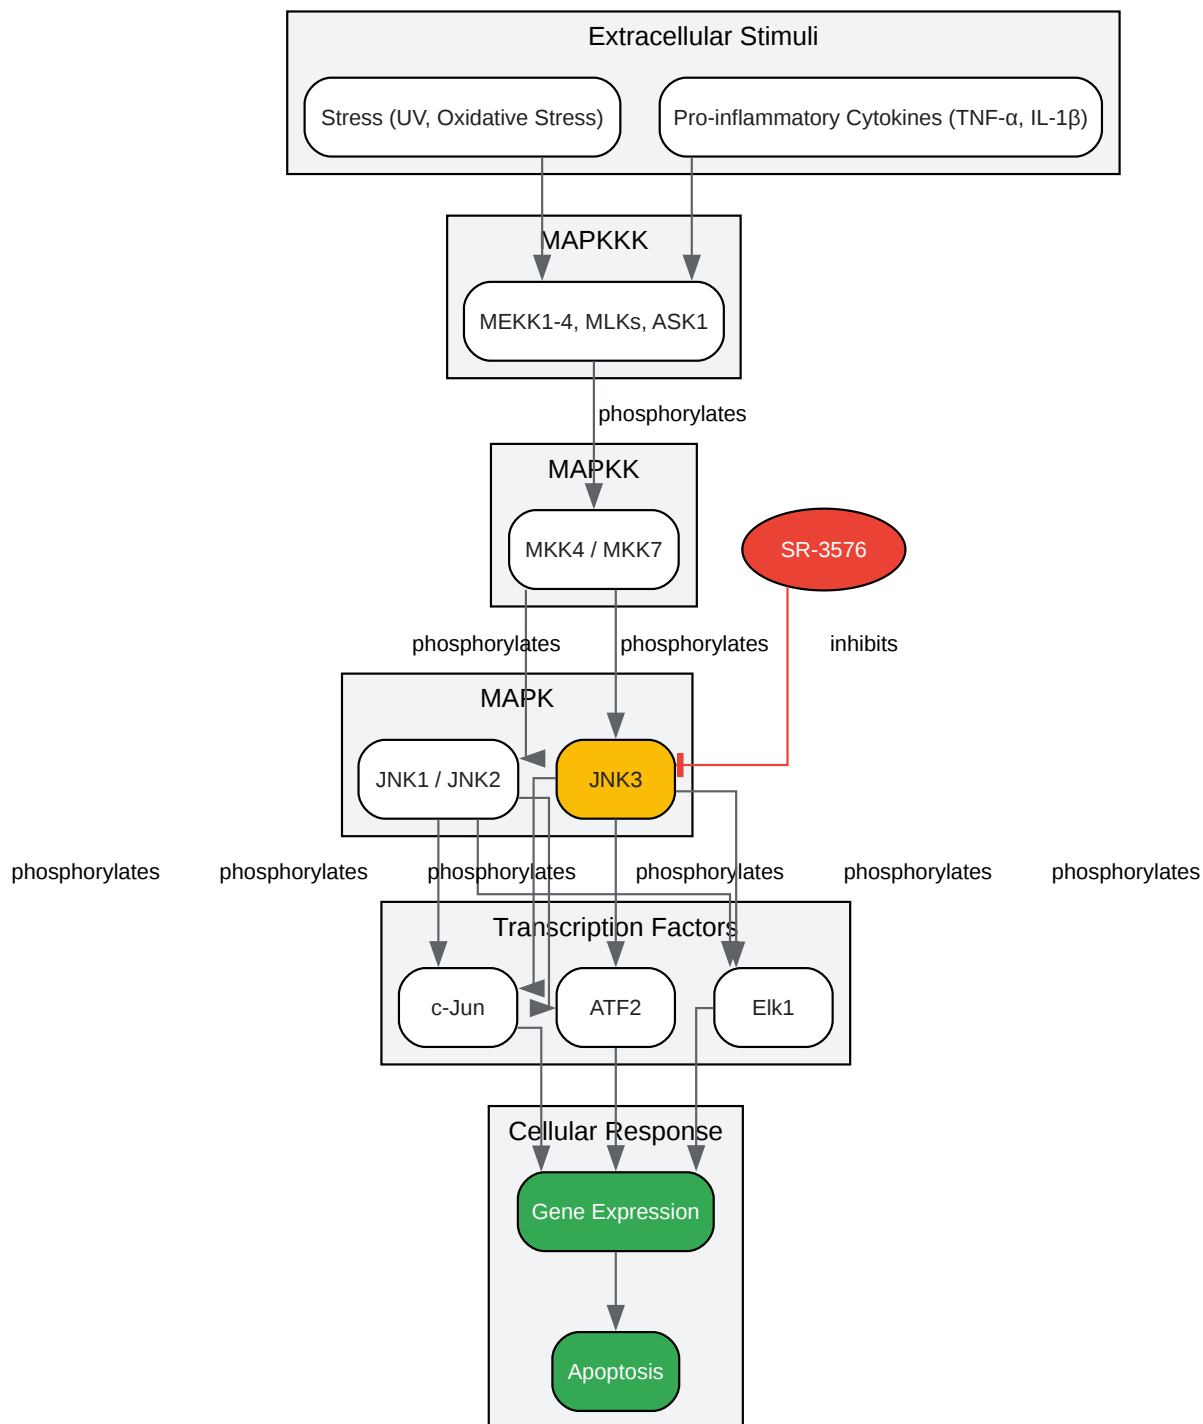 Extracellular Stimuli
Stress (UV, Oxidative Stress)
Pro-inflammatory Cytokines (TNF-α, IL-1β)
MAPKKK
MEKK1-4, MLKs, ASK1
phosphorylates
MAPKK
MKK4 / MKK7
SR-3576
phosphorylates
phosphorylates
inhibits
MAPK
JNK1 / JNK2
JNK3
phosphorylates
phosphorylates
phosphorylates
phosphorylates
phosphorylates
phosphorylates
Transcription Factors
c-Jun
ATF2
Elk1
Cellular Response
Gene Expression
Apoptosis